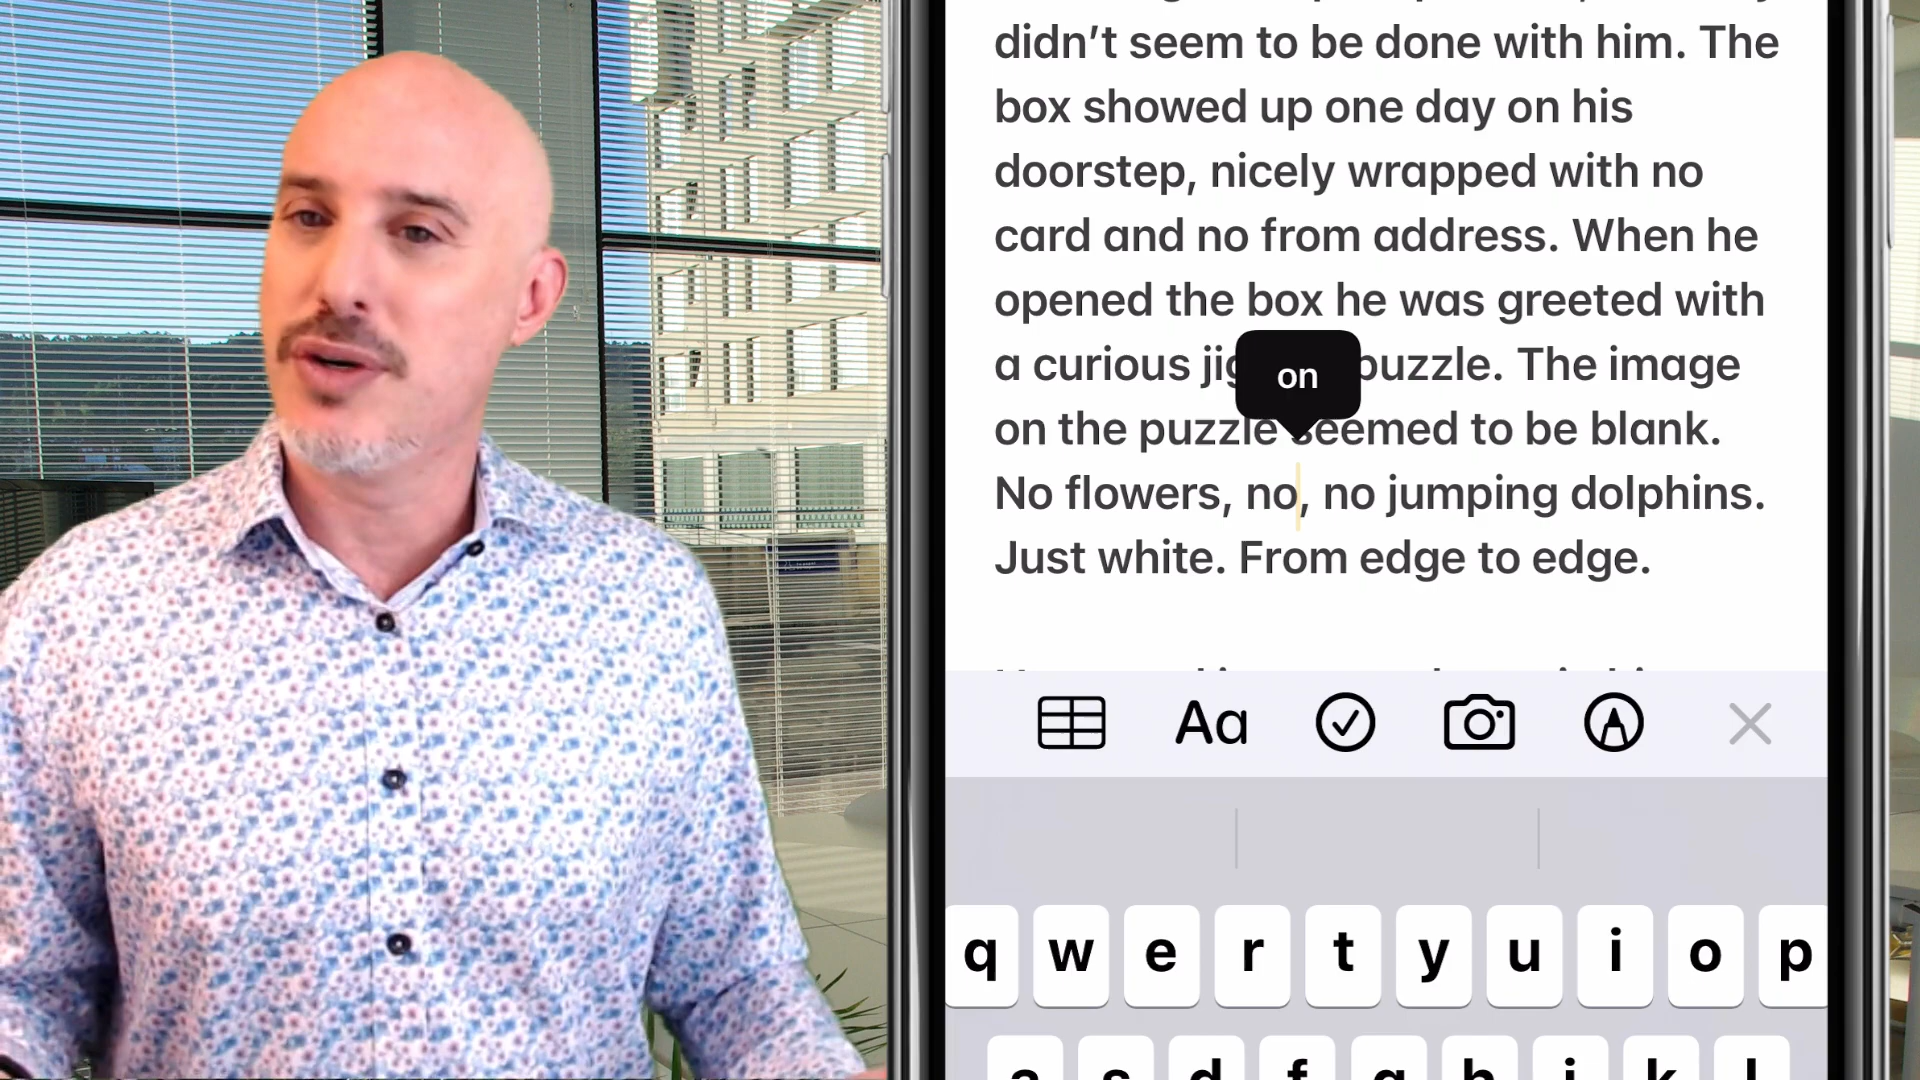 didn’t seem to be done with him. The
box showed up one day on his
doorstep, nicely wrapped with no
card and no from address. When he
opened the box he was greeted with
a curious jig puzzle. The image
on
on the puzzle seemed to be blank.
No flowers, no, no jumping dolphins.
Just white. From edge to edge.
Aa
q w e r t y u i o p
a s d f g h j k l